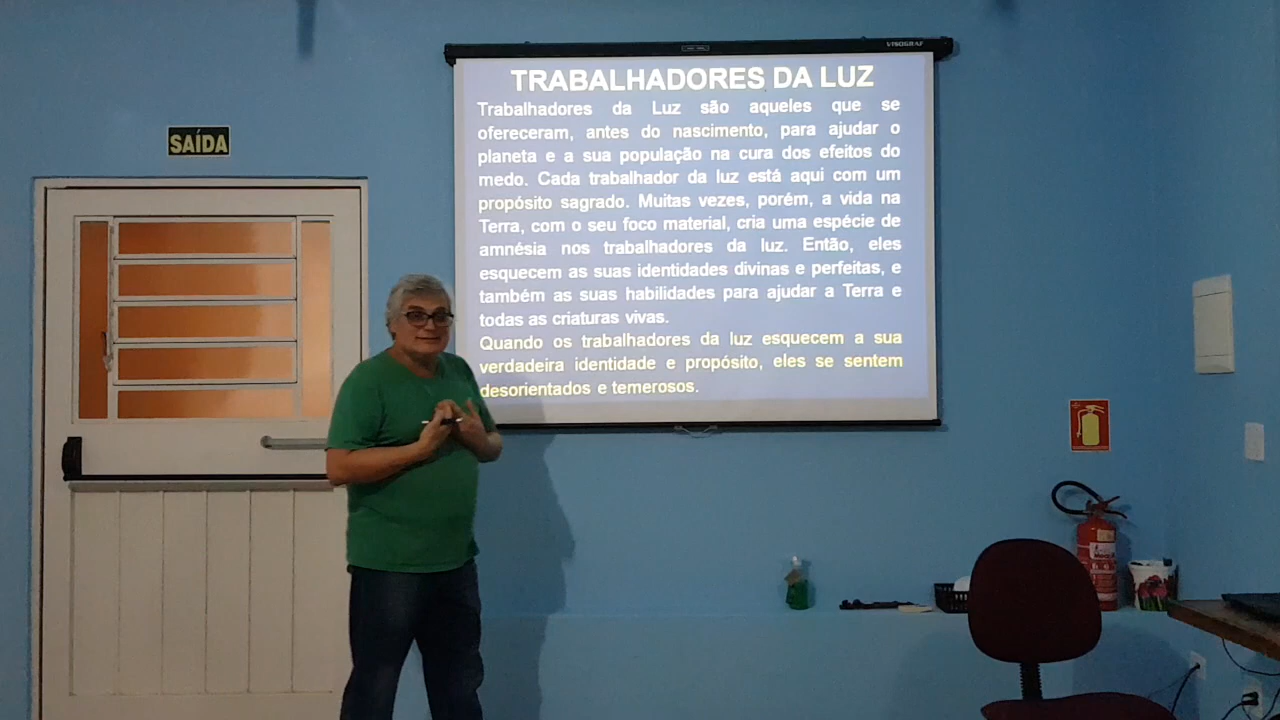 VISOGRAF
TRABALHADORES DA LUZ
Trabalhadores da Luz são aqueles que se
ofereceram, antes do nascimento, para ajudar o
planeta e a sua população na cura dos efeitos do
medo. Cada trabalhador da luz está aqui com um
propósito sagrado. Muitas vezes, porém, a vida na
Terra, com o seu foco material, cria uma espécie de
amnésia nos trabalhadores da luz. Então, eles
esquecem as suas identidades divinas e perfeitas, e
também as suas habilidades para ajudar a Terra e
todas as criaturas vivas.
Quando os trabalhadores da luz esquecem a sua
verdadeira identidade e propósito, eles se sentem
desorientados e temerosos.
SAÍDA